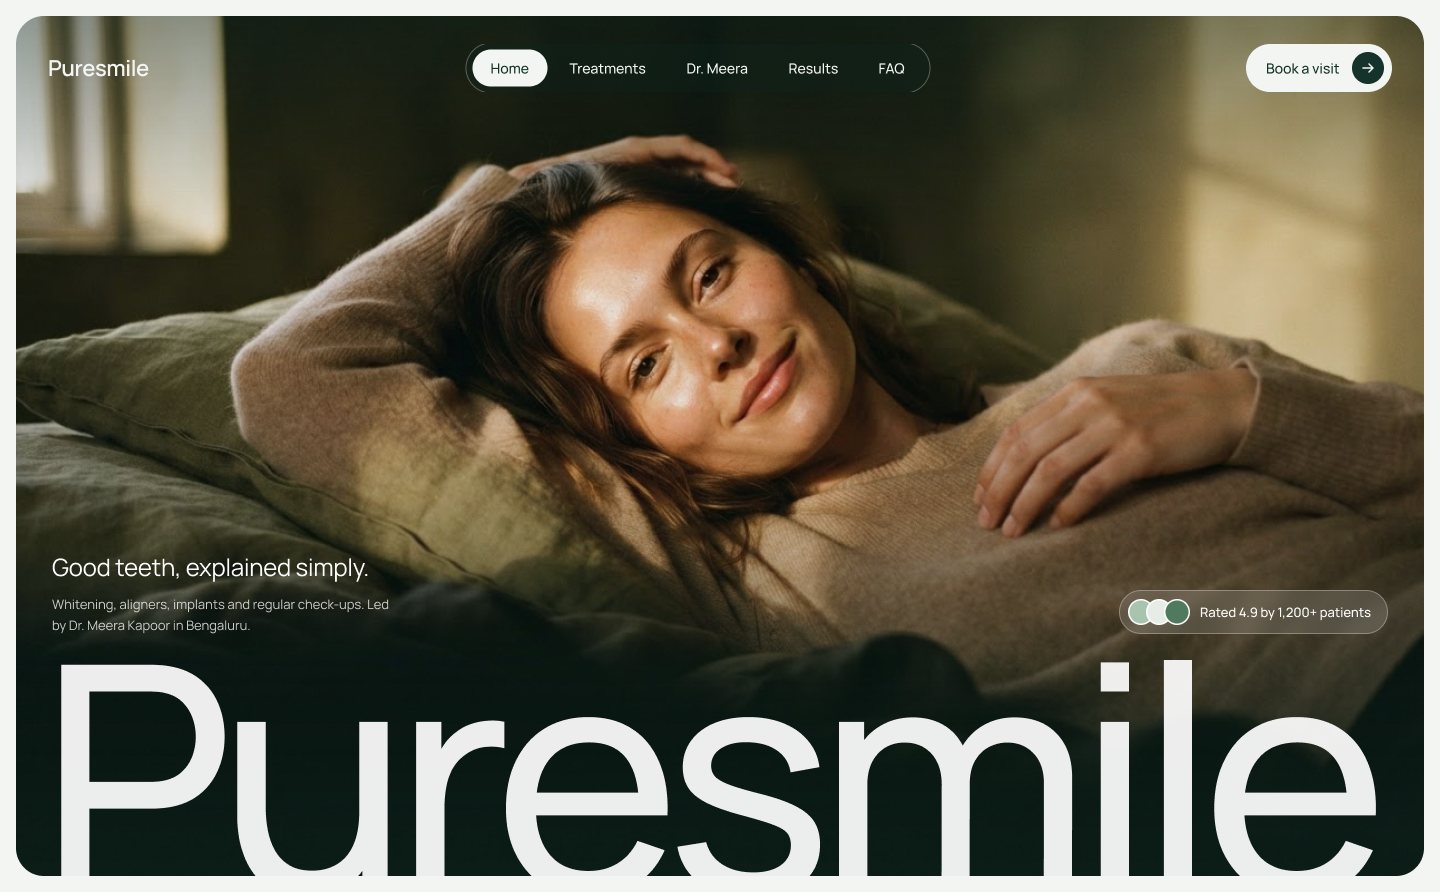 Puresmile
Home Treatments Dr. Meera Results FAQ
Book a visit
Good teeth, explained simply.
Whitening, aligners, implants and regular check-ups. Led
by Dr. Meera Kapoor in Bengaluru.
Rated 4.9 by 1,200+ patients
Puresmile